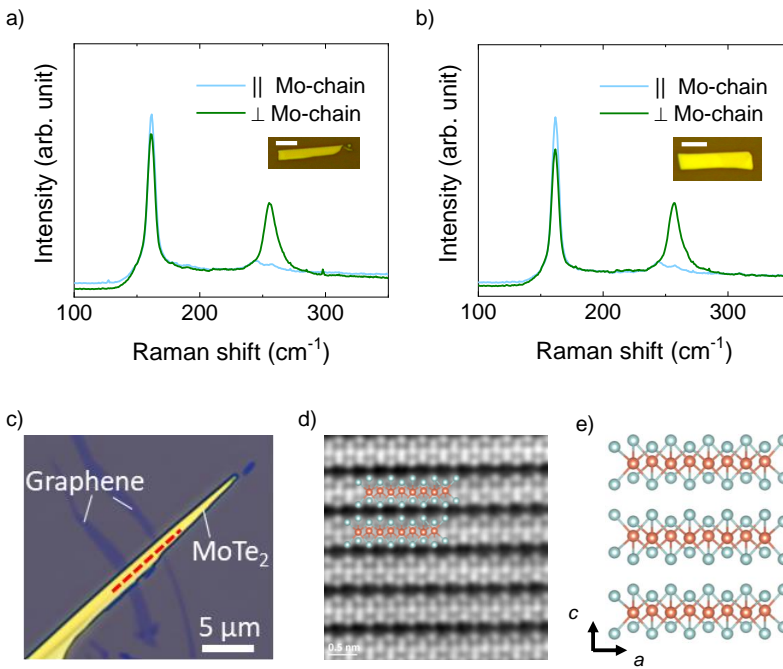 a)
|| Mo-chain
⊥ Mo-chain
Intensity (arb. unit)
100 200 300
Raman shift (cm⁻¹)
b)
|| Mo-chain
⊥ Mo-chain
Intensity (arb. unit)
100 200 300
Raman shift (cm⁻¹)
c)
Graphene
MoTe₂
5 μm
d)
0.5 nm
e)
c
a